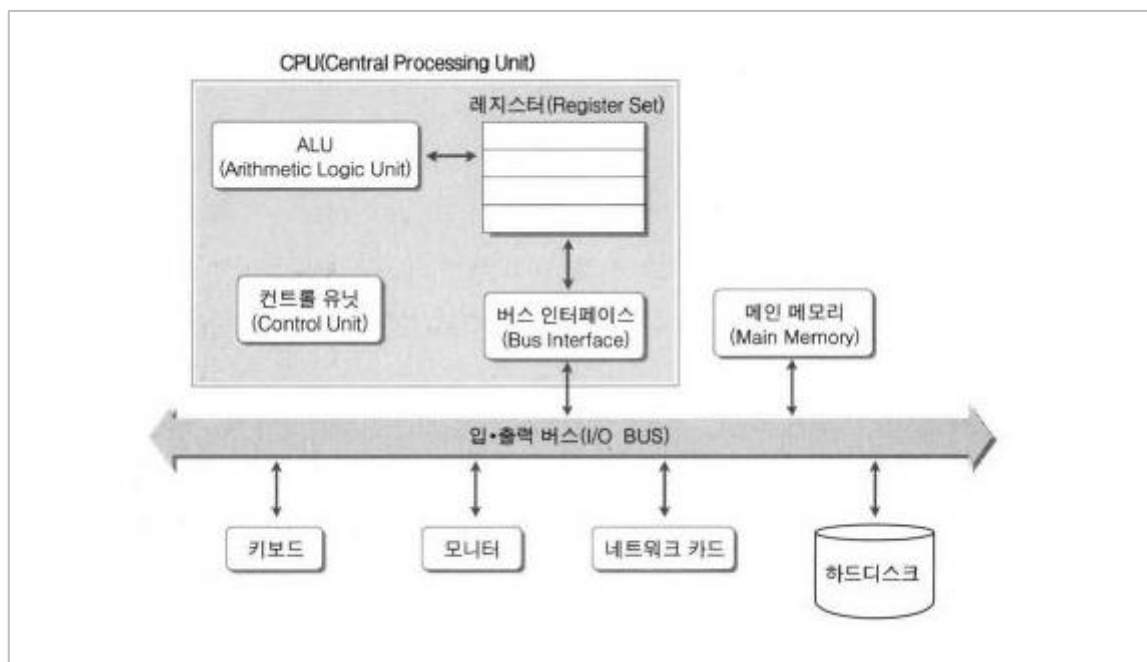 CPU(Central Processing Unit)
레지스터(Register Set)
ALU
(Arithmetic Logic Unit)
컨트롤 유닛
(Control Unit)
버스 인터페이스
(Bus Interface)
메인 메모리
(Main Memory)
입•출력 버스(I/O BUS)
키보드
모니터
네트워크 카드
하드디스크